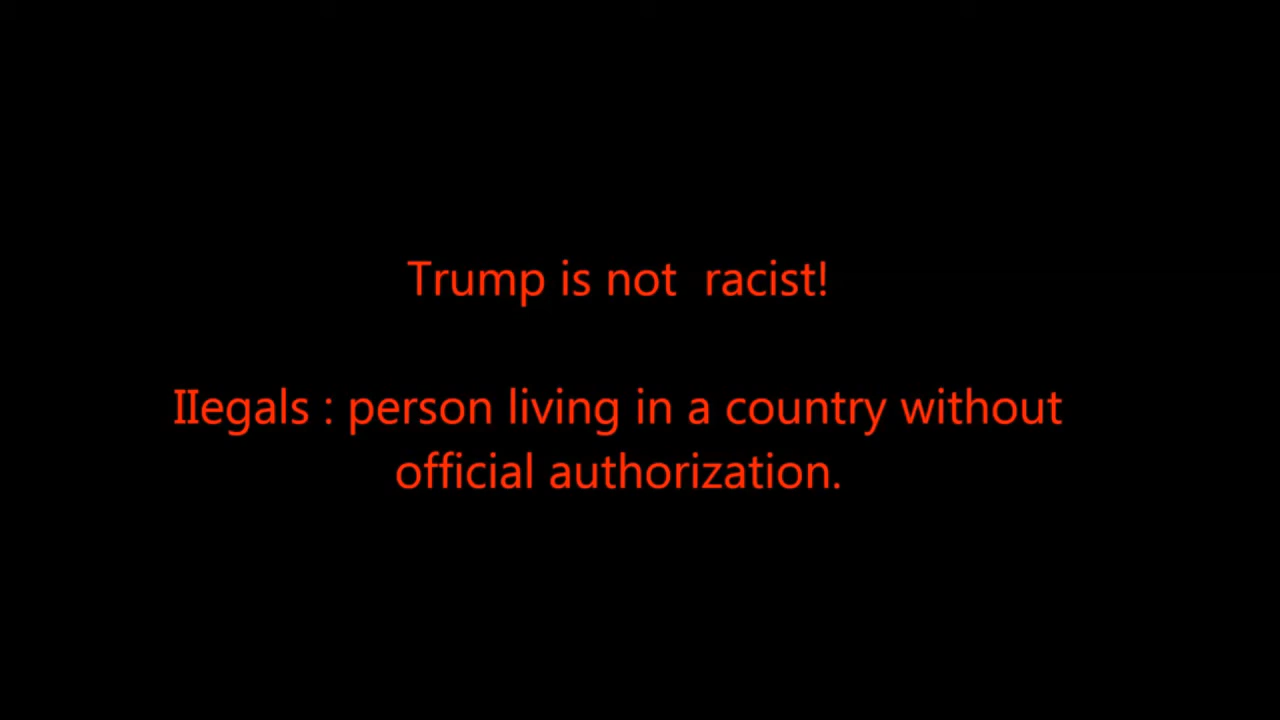 Trump is not  racist!
IIegals : person living in a country without
official authorization.